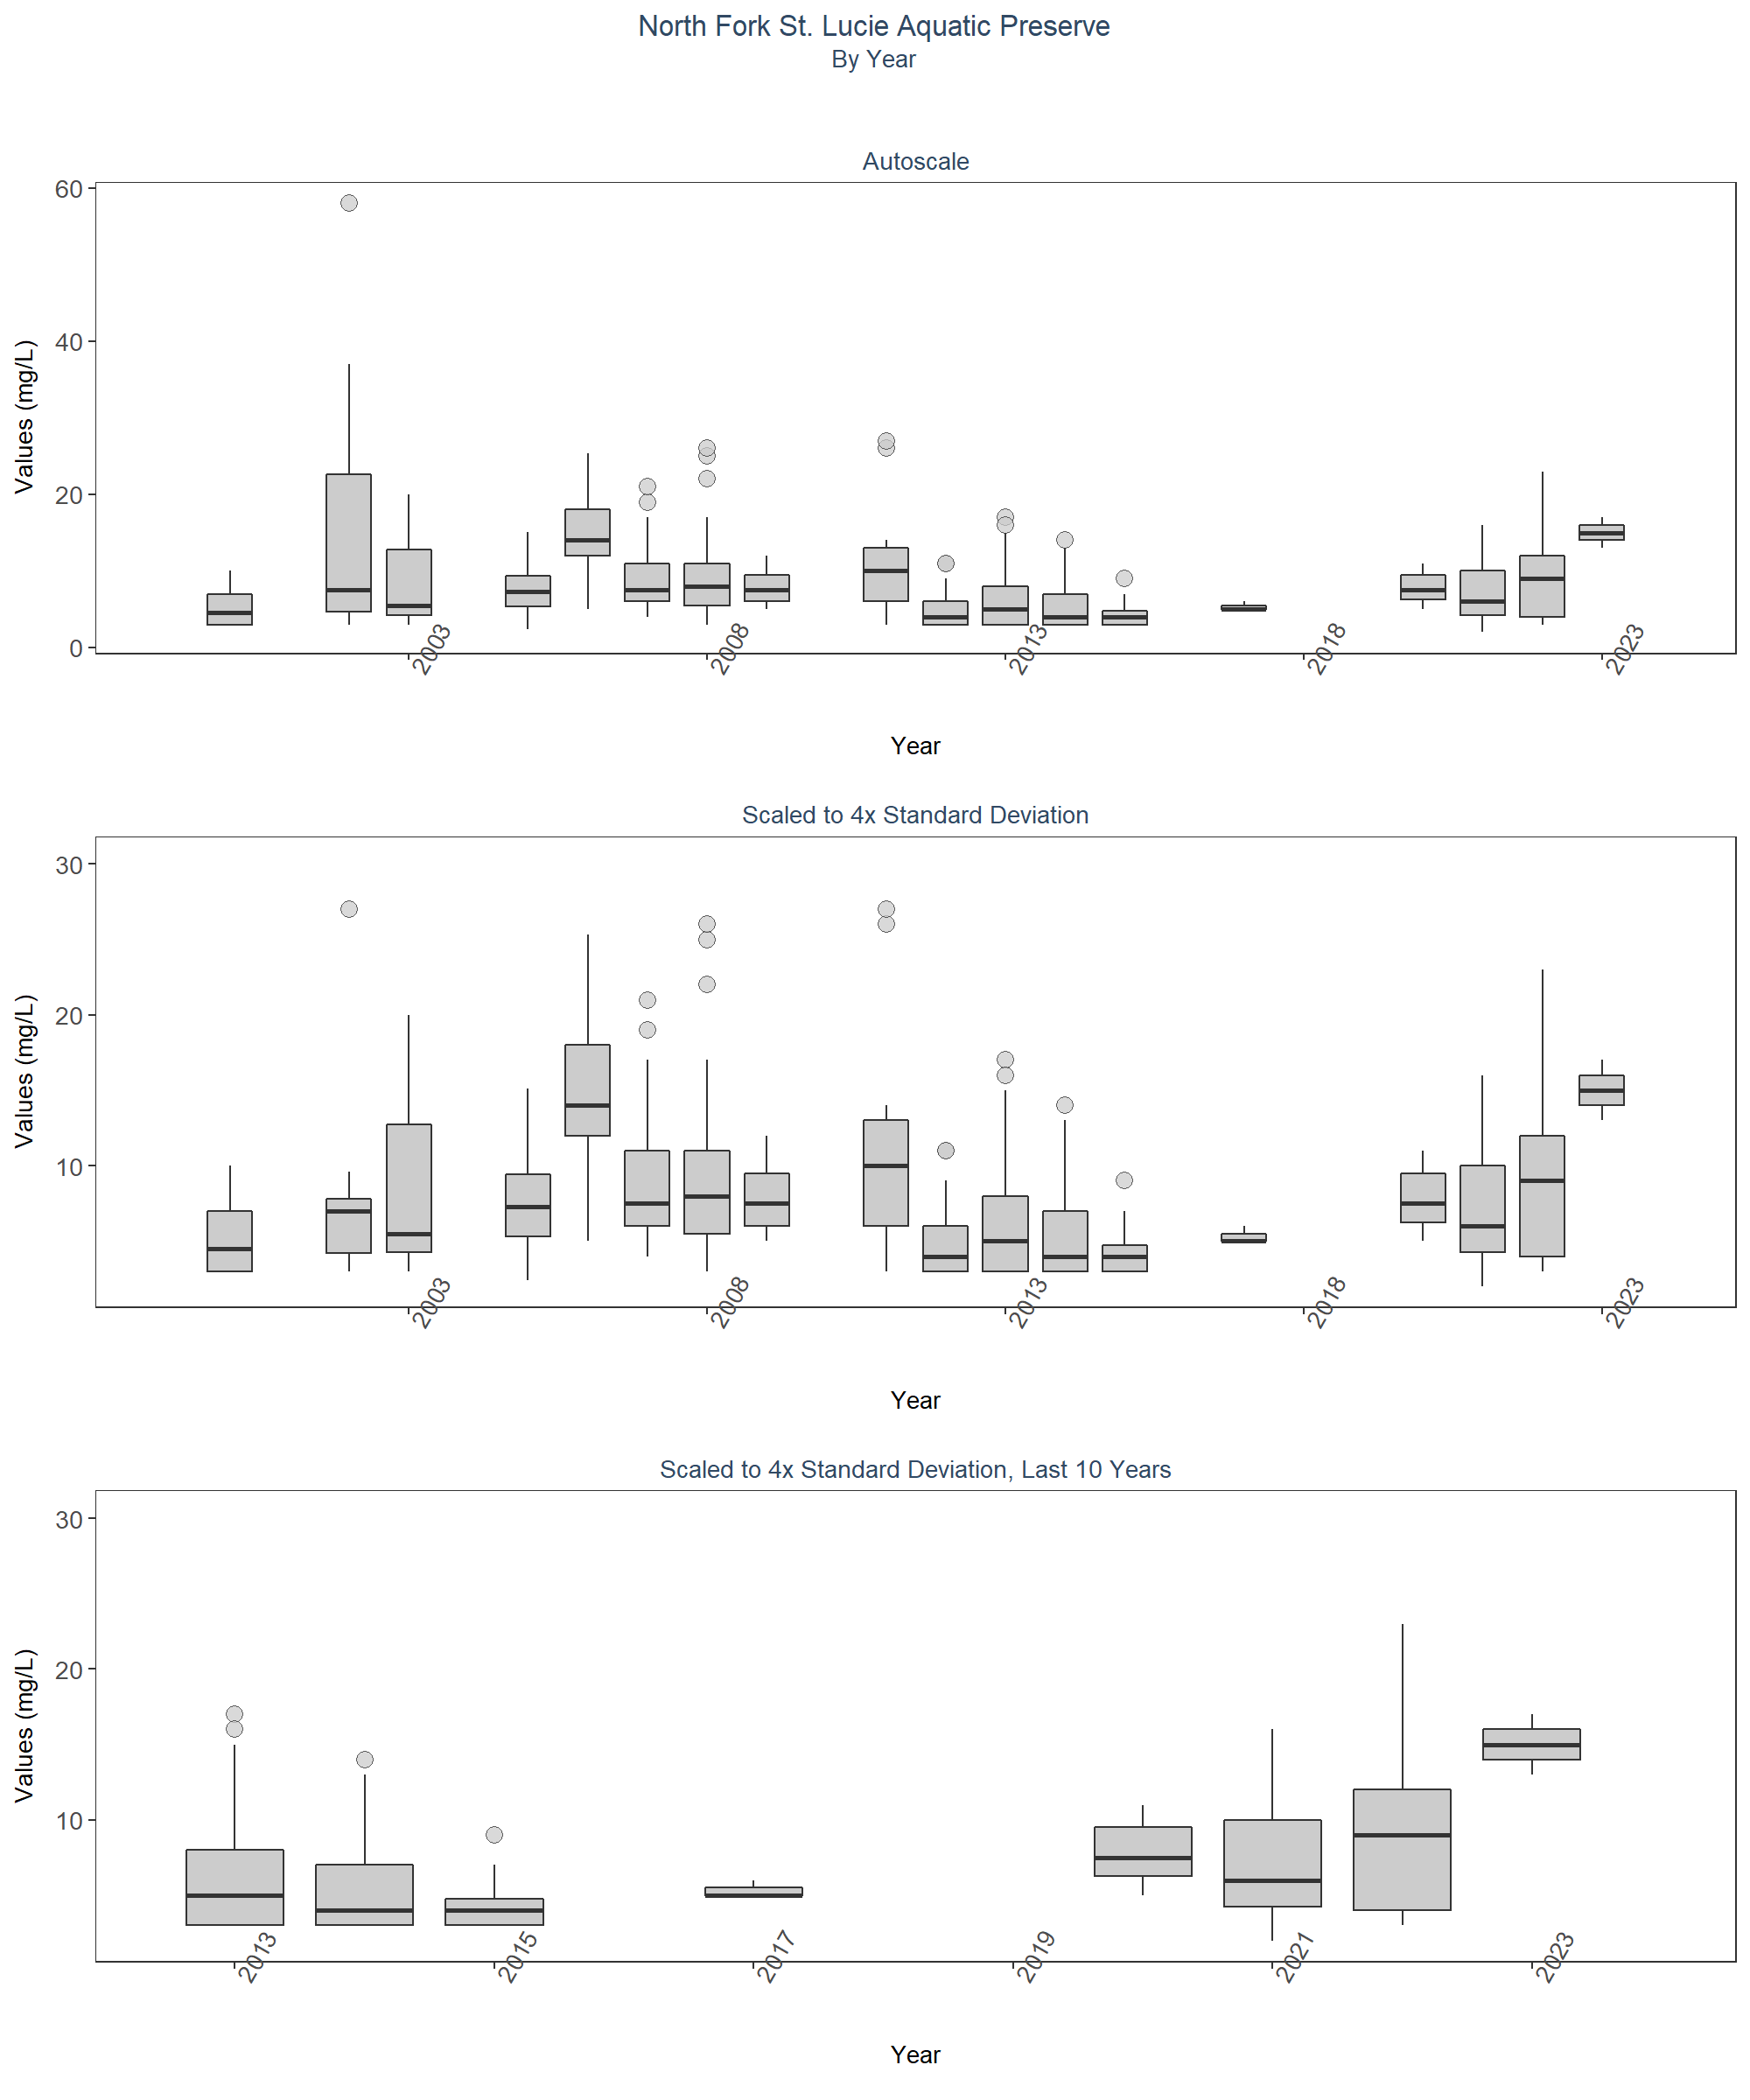 North Fork St. Lucie Aquatic Preserve
By Year
Autoscale
Values (mg/L)
60
40
20
0
2003
2008
2013
2018
2023
Year
Scaled to 4x Standard Deviation
Values (mg/L)
30
20
10
2003
2008
2013
2018
2023
Year
Scaled to 4x Standard Deviation, Last 10 Years
Values (mg/L)
30
20
10
2013
2015
2017
2019
2021
2023
Year